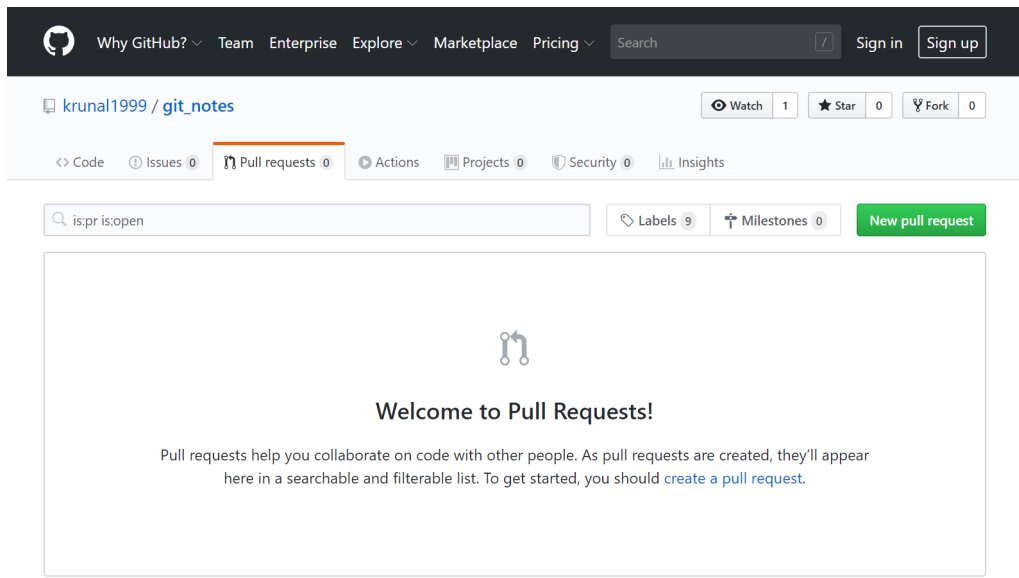 Why GitHub? Team Enterprise Explore Marketplace Pricing Search / Sign in Sign up
krunal1999 / git_notes Watch 1 Star 0 Fork 0
<> Code Issues 0 Pull requests 0 Actions Projects 0 Security 0 Insights
is:pr is:open Labels 9 Milestones 0 New pull request
Welcome to Pull Requests!
Pull requests help you collaborate on code with other people. As pull requests are created, they’ll appear
here in a searchable and filterable list. To get started, you should create a pull request.